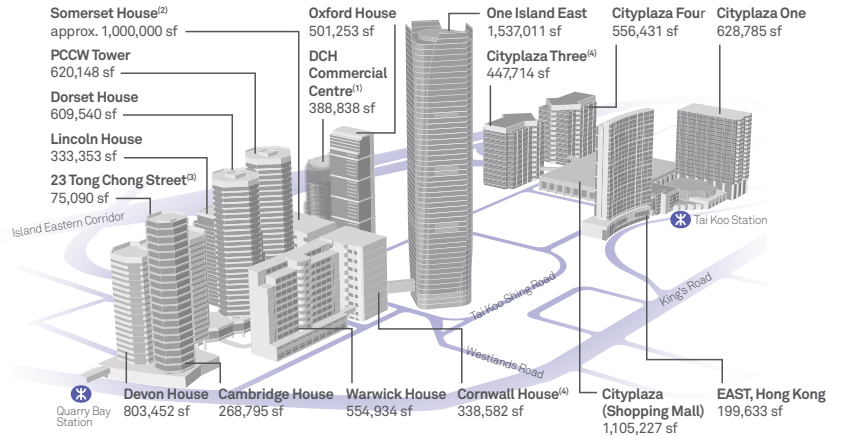 Somerset House(2)
approx. 1,000,000 sf
PCCW Tower
620,148 sf
Dorset House
609,540 sf
Lincoln House
333,353 sf
23 Tong Chong Street(3)
75,090 sf
Oxford House
501,253 sf
DCH
Commercial
Centre(1)
388,838 sf
One Island East
1,537,011 sf
Cityplaza Three(4)
447,714 sf
Cityplaza Four
556,431 sf
Cityplaza One
628,785 sf
Island Eastern Corridor
Tai Koo Station
Tai Koo Shing Road
King's Road
Westlands Road
Quarry Bay
Station
Devon House
803,452 sf
Cambridge House
268,795 sf
Warwick House
554,934 sf
Cornwall House(4)
338,582 sf
Cityplaza
(Shopping Mall)
1,105,227 sf
EAST, Hong Kong
199,633 sf